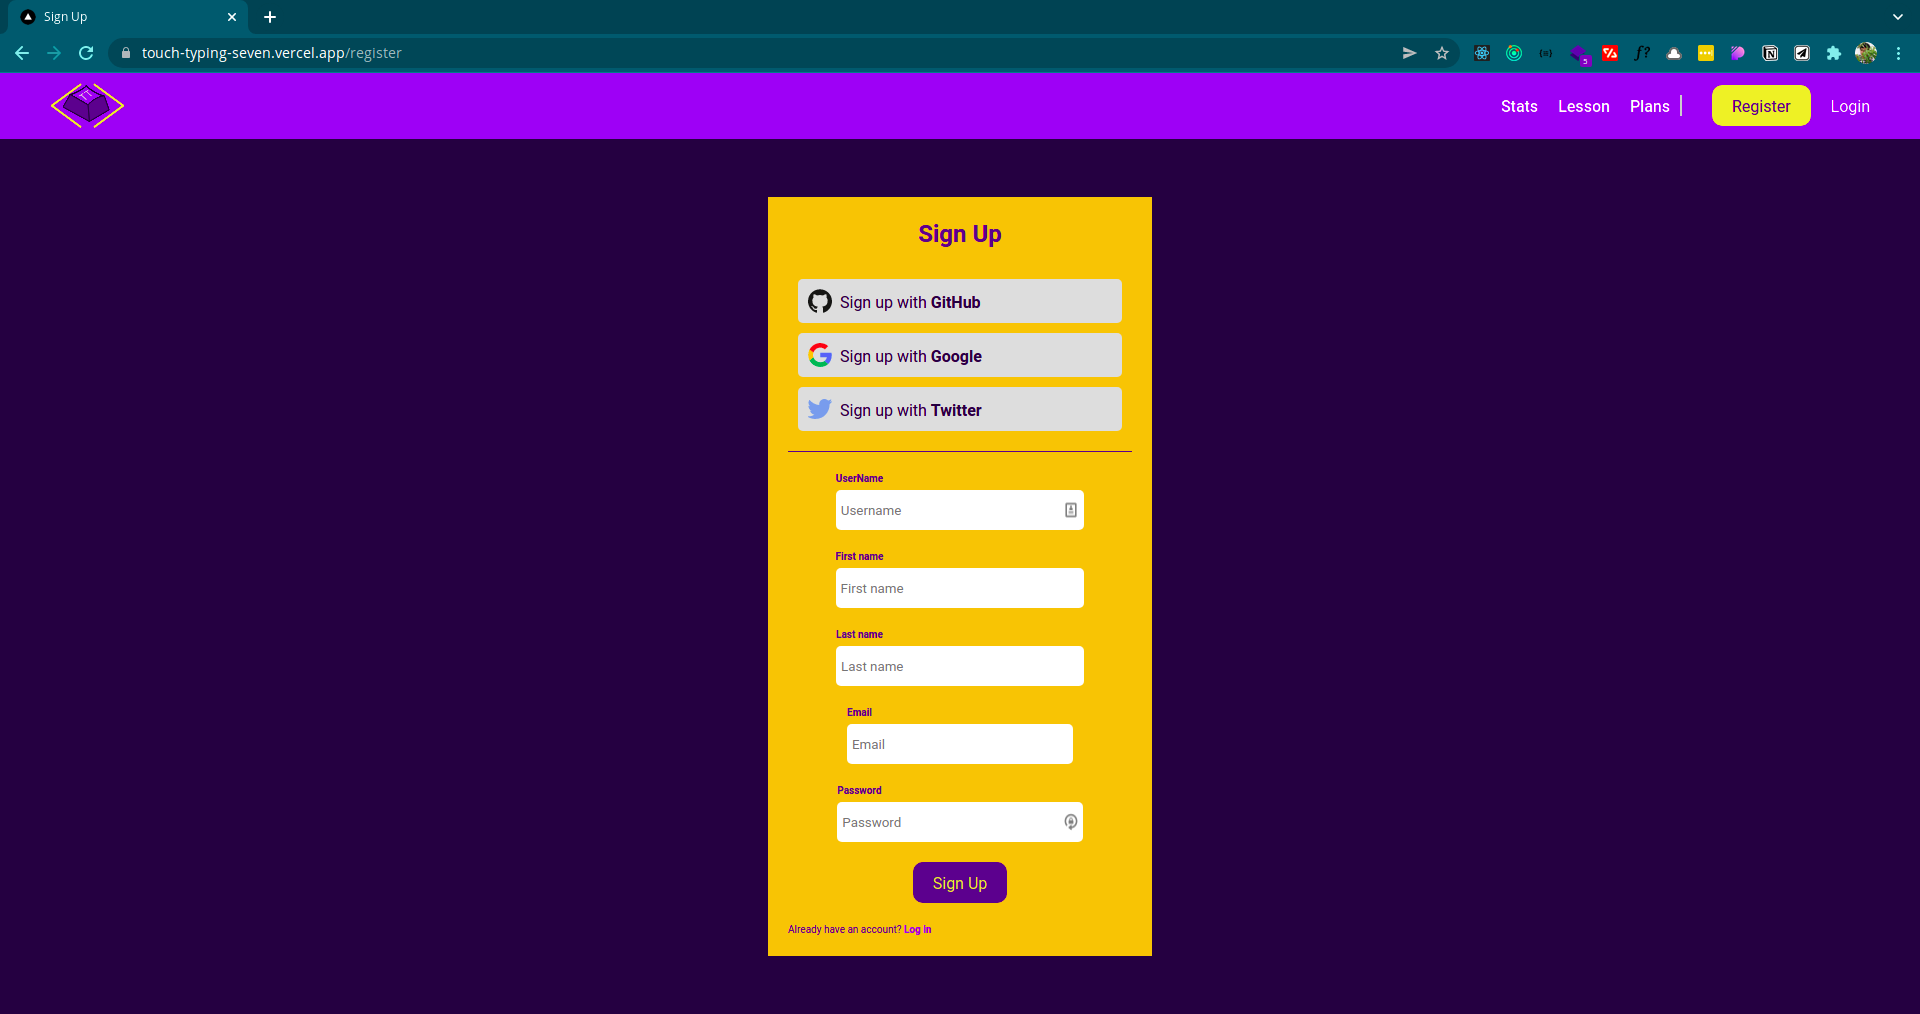 Sign Up
touch-typing-seven.vercel.app/register
Stats Lesson Plans Register Login
Sign Up
Sign up with GitHub
Sign up with Google
Sign up with Twitter
UserName
Username
First name
First name
Last name
Last name
Email
Email
Password
Password
Sign Up
Already have an account? Log in